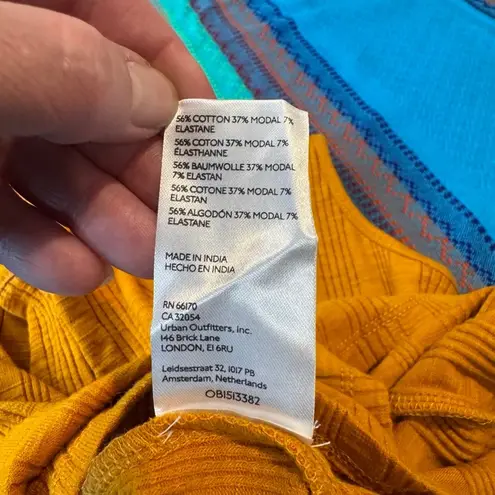 56% COTTON 37% MODAL 7%
ELASTANE
56% COTON 37% MODAL 7%
ÉLASTHANNE
56% BAUMWOLLE 37% MODAL
7% ELASTAN
56% COTONE 37% MODAL 7%
ELASTAN
56% ALGODÓN 37% MODAL 7%
ELASTANE
MADE IN INDIA
HECHO EN INDIA
RN 66170
CA 32054
Urban Outfitters, Inc.
146 Brick Lane
LONDON, E1 6RU
Leidsestraat 32, 1017 PB
Amsterdam, Netherlands
OB1513382